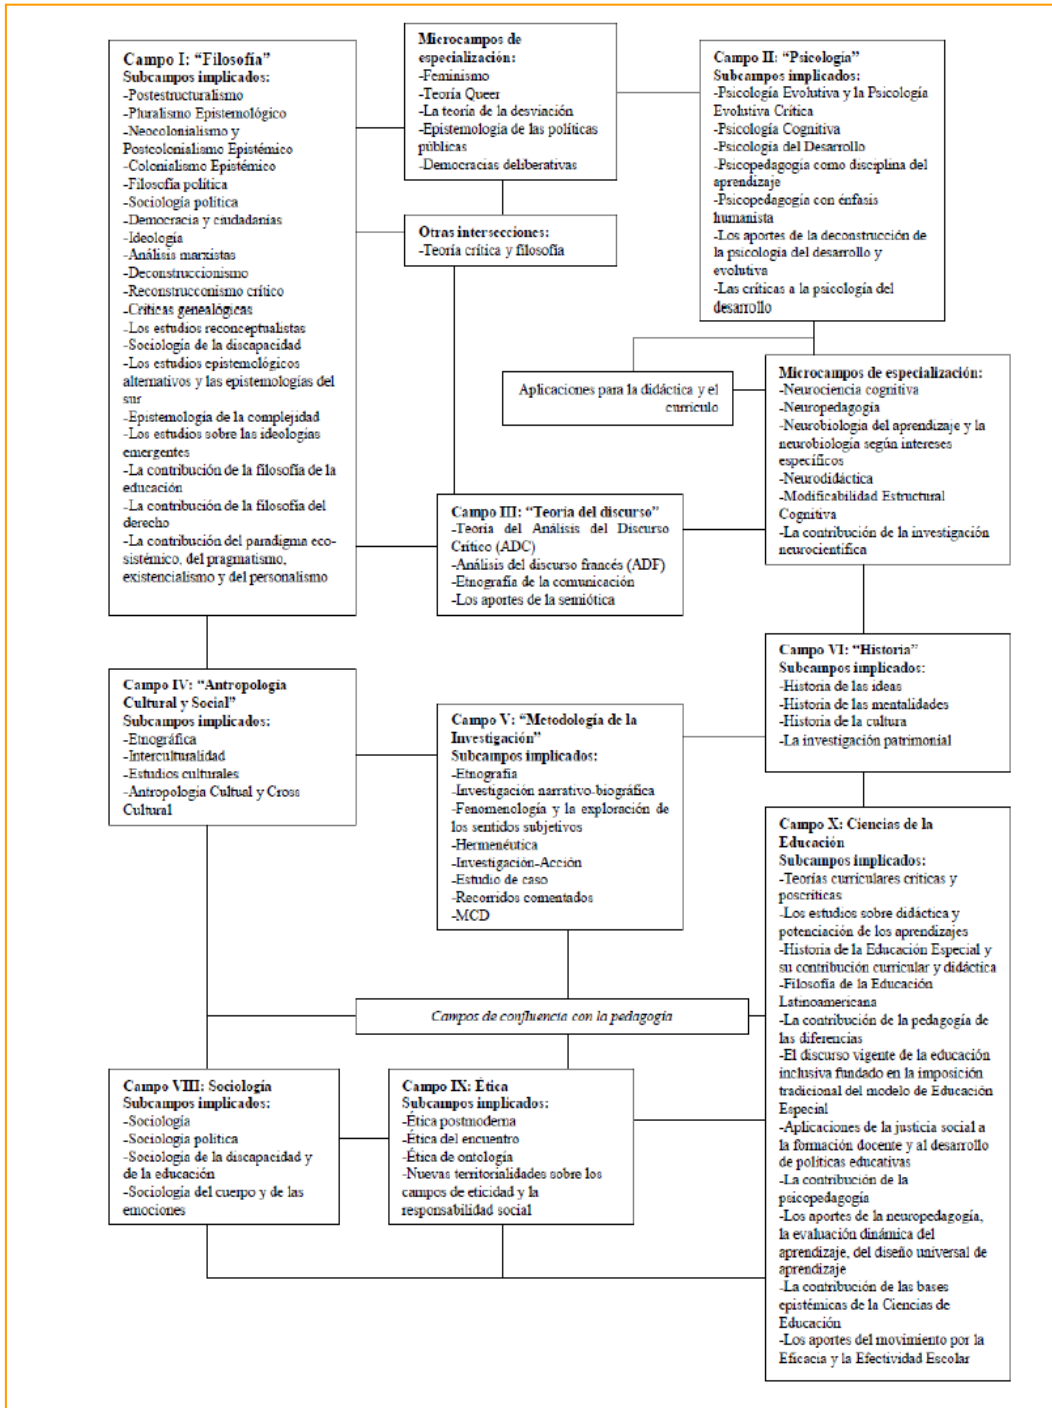 Campo I: “Filosofía”
Subcampos implicados:
-Postestructuralismo
-Pluralismo Epistemológico
-Neocolonialismo y
Postcolonialismo Epistémico
-Colonialismo Epistémico
-Filosofía política
-Sociología política
-Democracia y ciudadanías
-Ideología
-Análisis marxistas
-Deconstruccionismo
-Reconstrucconismo crítico
-Críticas genealógicas
-Los estudios reconceptualistas
-Sociología de la discapacidad
-Los estudios epistemológicos
alternativos y las epistemologías del
sur
-Epistemología de la complejidad
-Los estudios sobre las ideologías
emergentes
-La contribución de la filosofía de la
educación
-La contribución de la filosofía del
derecho
-La contribución del paradigma eco-
sistémico, del pragmatismo,
existencialismo y del personalismo
Microcampos de
especialización:
-Feminismo
-Teoría Queer
-La teoría de la desviación
-Epistemología de las políticas
públicas
-Democracias deliberativas
Otras intersecciones:
-Teoría crítica y filosofía
Campo II: “Psicología”
Subcampos implicados:
-Psicología Evolutiva y la Psicología
Evolutiva Crítica
-Psicología Cognitiva
-Psicología del Desarrollo
-Psicopedagogía como disciplina del
aprendizaje
-Psicopedagogía con énfasis
humanista
-Los aportes de la deconstrucción de
la psicología del desarrollo y
evolutiva
-Las críticas a la psicología del
desarrollo
Aplicaciones para la didáctica y el
currículo
Microcampos de especialización:
-Neurociencia cognitiva
-Neuropedagogía
-Neurobiología del aprendizaje y la
neurobiología según intereses
específicos
-Neurodidáctica
-Modificabilidad Estructural
Cognitiva
-La contribución de la investigación
neurocientífica
Campo III: “Teoría del discurso”
-Teoría del Análisis del Discurso
Crítico (ADC)
-Análisis del discurso francés (ADF)
-Etnografía de la comunicación
-Los aportes de la semiótica
Campo IV: “Antropología
Cultural y Social”
Subcampos implicados:
-Etnográfica
-Interculturalidad
-Estudios culturales
-Antropología Cultual y Cross
Cultural
Campo V: “Metodología de la
Investigación”
Subcampos implicados:
-Etnografía
-Investigación narrativo-biográfica
-Fenomenología y la exploración de
los sentidos subjetivos
-Hermenéutica
-Investigación-Acción
-Estudio de caso
-Recorridos comentados
-MCD
Campo VI: “Historia”
Subcampos implicados:
-Historia de las ideas
-Historia de las mentalidades
-Historia de la cultura
-La investigación patrimonial
Campos de confluencia con la pedagogía
Campo VIII: Sociología
Subcampos implicados:
-Sociología
-Sociología política
-Sociología de la discapacidad y
de la educación
-Sociología del cuerpo y de las
emociones
Campo IX: Ética
Subcampos implicados:
-Ética postmoderna
-Ética del encuentro
-Ética de ontología
-Nuevas territorialidades sobre los
campos de eticidad y la
responsabilidad social
Campo X: Ciencias de la
Educación
Subcampos implicados:
-Teorías curriculares críticas y
poscríticas
-Los estudios sobre didáctica y
potenciación de los aprendizajes
-Historia de la Educación Especial y
su contribución curricular y didáctica
-Filosofía de la Educación
Latinoamericana
-La contribución de la pedagogía de
las diferencias
-El discurso vigente de la educación
inclusiva fundado en la imposición
tradicional del modelo de Educación
Especial
-Aplicaciones de la justicia social a
la formación docente y al desarrollo
de políticas educativas
-La contribución de la
psicopedagogía
-Los aportes de la neuropedagogía,
la evaluación dinámica del
aprendizaje, del diseño universal de
aprendizaje
-La contribución de las bases
epistémicas de la Ciencias de
Educación
-Los aportes del movimiento por la
Eficacia y la Efectividad Escolar